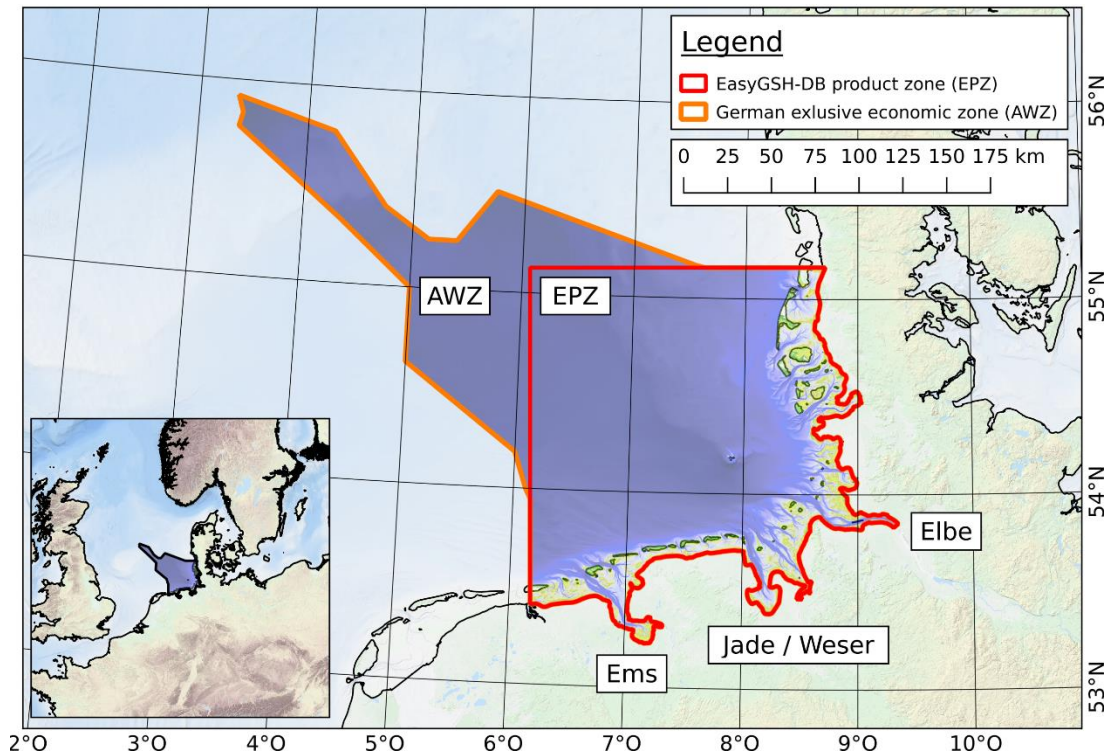 Legend
EasyGSH-DB product zone (EPZ)
German exlusive economic zone (AWZ)
0 25 50 75 100 125 150 175 km
56°N
AWZ
EPZ
55°N
54°N
Elbe
Jade / Weser
Ems
53°N
2°O 3°O 4°O 5°O 6°O 7°O 8°O 9°O 10°O